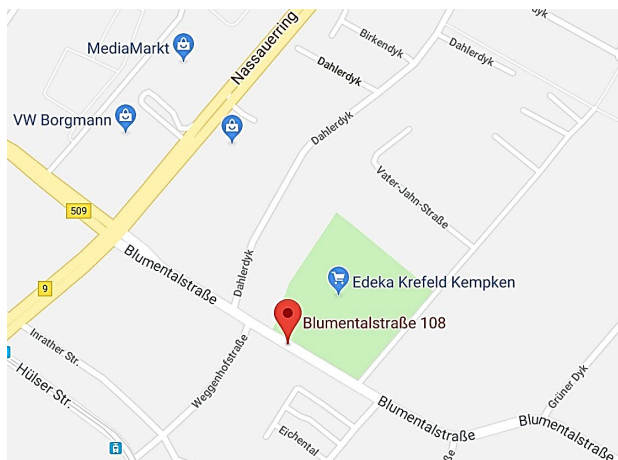 MediaMarkt
Nassauerring
Birkendyk
Dahlerdyk
Dahlerdyk
VW Borgmann
Dahlerdyk
Vater-Jahn-Straße
509
Blumentalstraße
Dahlerdyk
Edeka Krefeld Kempken
9
Blumentalstraße 108
Inrather Str.
Weggenhofstraße
Hülser Str.
Grüner Dyk
Blumentalstraße
Blumentalstraße
Eichental